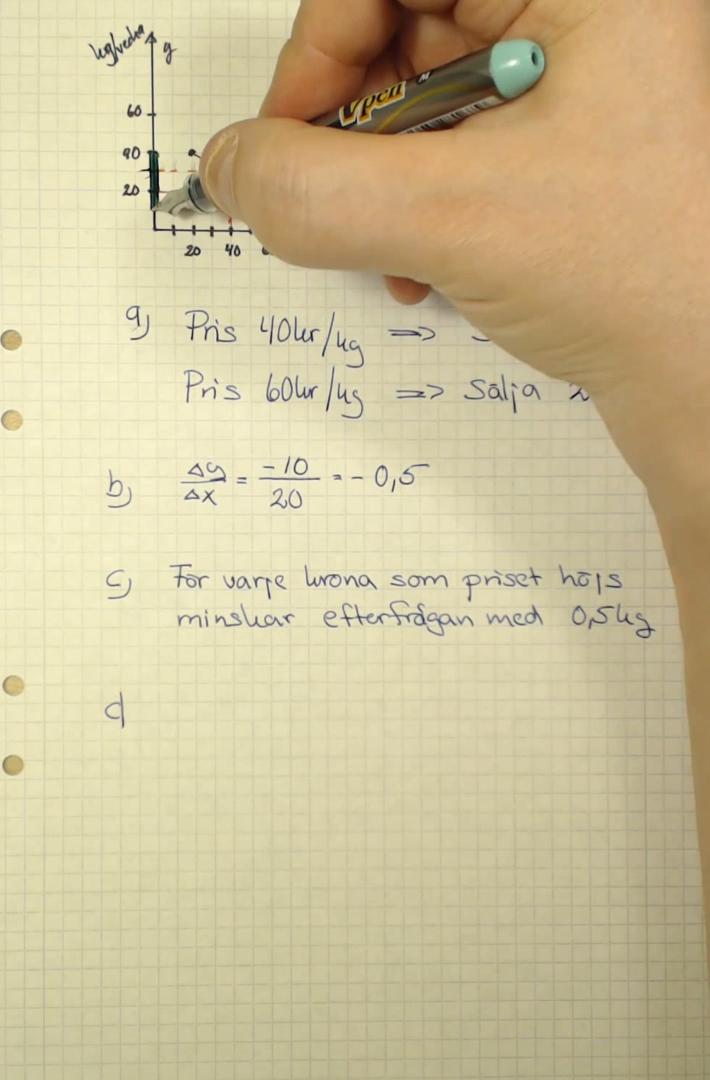 kg/vecka y
60
40
20
20 40
a) Pris 40kr/kg =>
Pris 60kr/kg => Sälja
b) Δy/Δx = -10/20 = - 0,5
c) För varje krona som priset höjs
minskar efterfrågan med 0,5kg
d
Vpen M